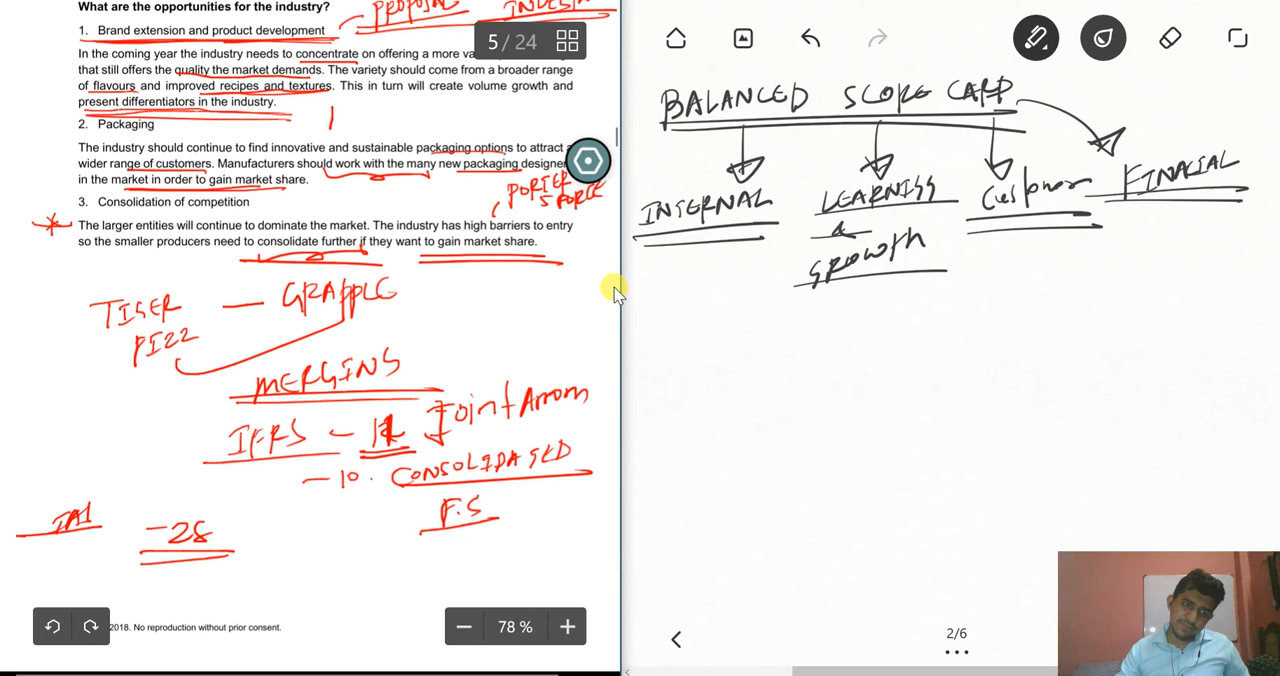 What are the opportunities for the industry?
PROPOSAL
1. Brand extension and product development
5 / 24
In the coming year the industry needs to concentrate on offering a more va
that still offers the quality the market demands. The variety should come from a broader range
of flavours and improved recipes and textures. This in turn will create volume growth and
present differentiators in the industry.
2. Packaging
The industry should continue to find innovative and sustainable packaging options to attract a
wider range of customers. Manufacturers should work with the many new packaging designe
in the market in order to gain market share.
PORTER
5 FORCE
3. Consolidation of competition
The larger entities will continue to dominate the market. The industry has high barriers to entry
so the smaller producers need to consolidate further if they want to gain market share.
TIGER — GRAPPLE
PIZZ
MERGINS
IFRS – 11 Joint Arrom
– 10. CONSOLIDATED
F.S
– 28
2018. No reproduction without prior consent.
78 %
BALANCED SCORE CARD
INTERNAL
LEARNISS
&
GROWTH
Customer
FINACIAL
2/6